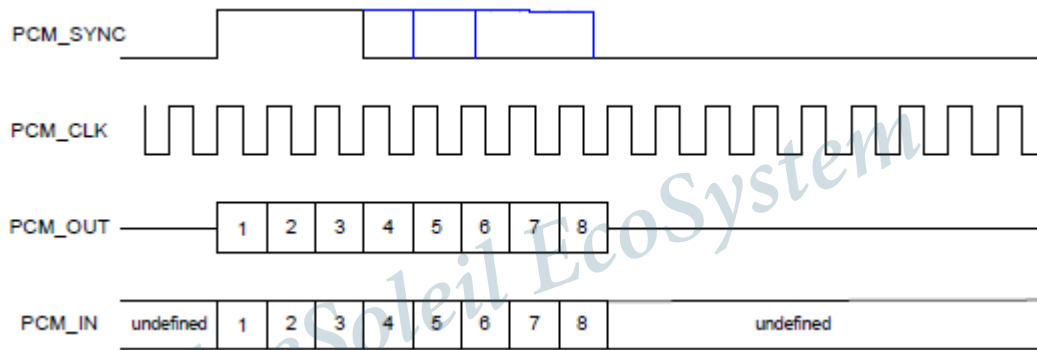 PCM_SYNC
PCM_CLK
PCM_OUT 1 2 3 4 5 6 7 8
PCM_IN undefined 1 2 3 4 5 6 7 8 undefined
Soleil EcoSystem